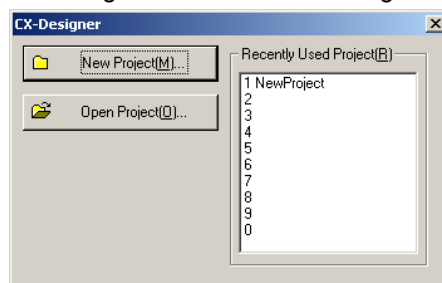 CX-Designer
New Project(M)...
Open Project(O)...
Recently Used Project(R)
1 NewProject
2
3
4
5
6
7
8
9
0